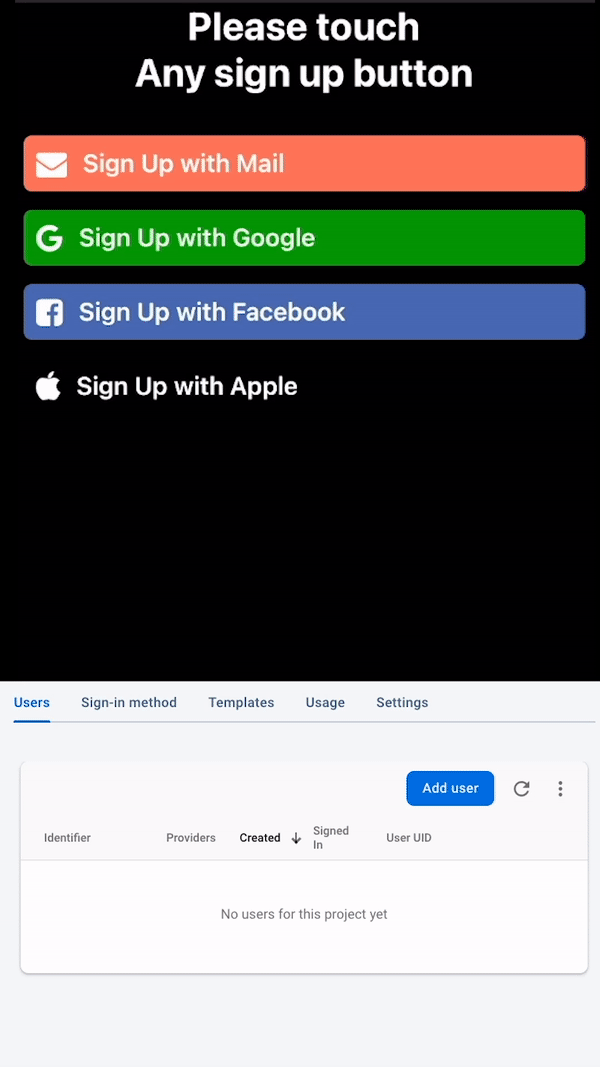 Please touch
Any sign up button
Sign Up with Mail
Sign Up with Google
Sign Up with Facebook
Sign Up with Apple
Users Sign-in method Templates Usage Settings
Add user
Identifier Providers Created Signed In User UID
No users for this project yet